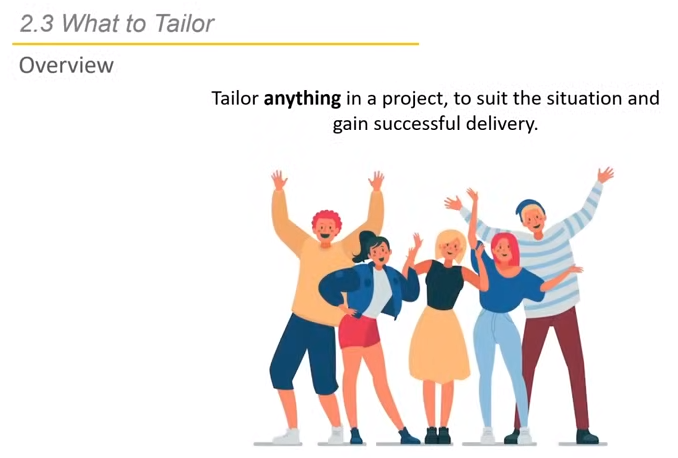 2.3 What to Tailor
Overview
Tailor anything in a project, to suit the situation and
gain successful delivery.